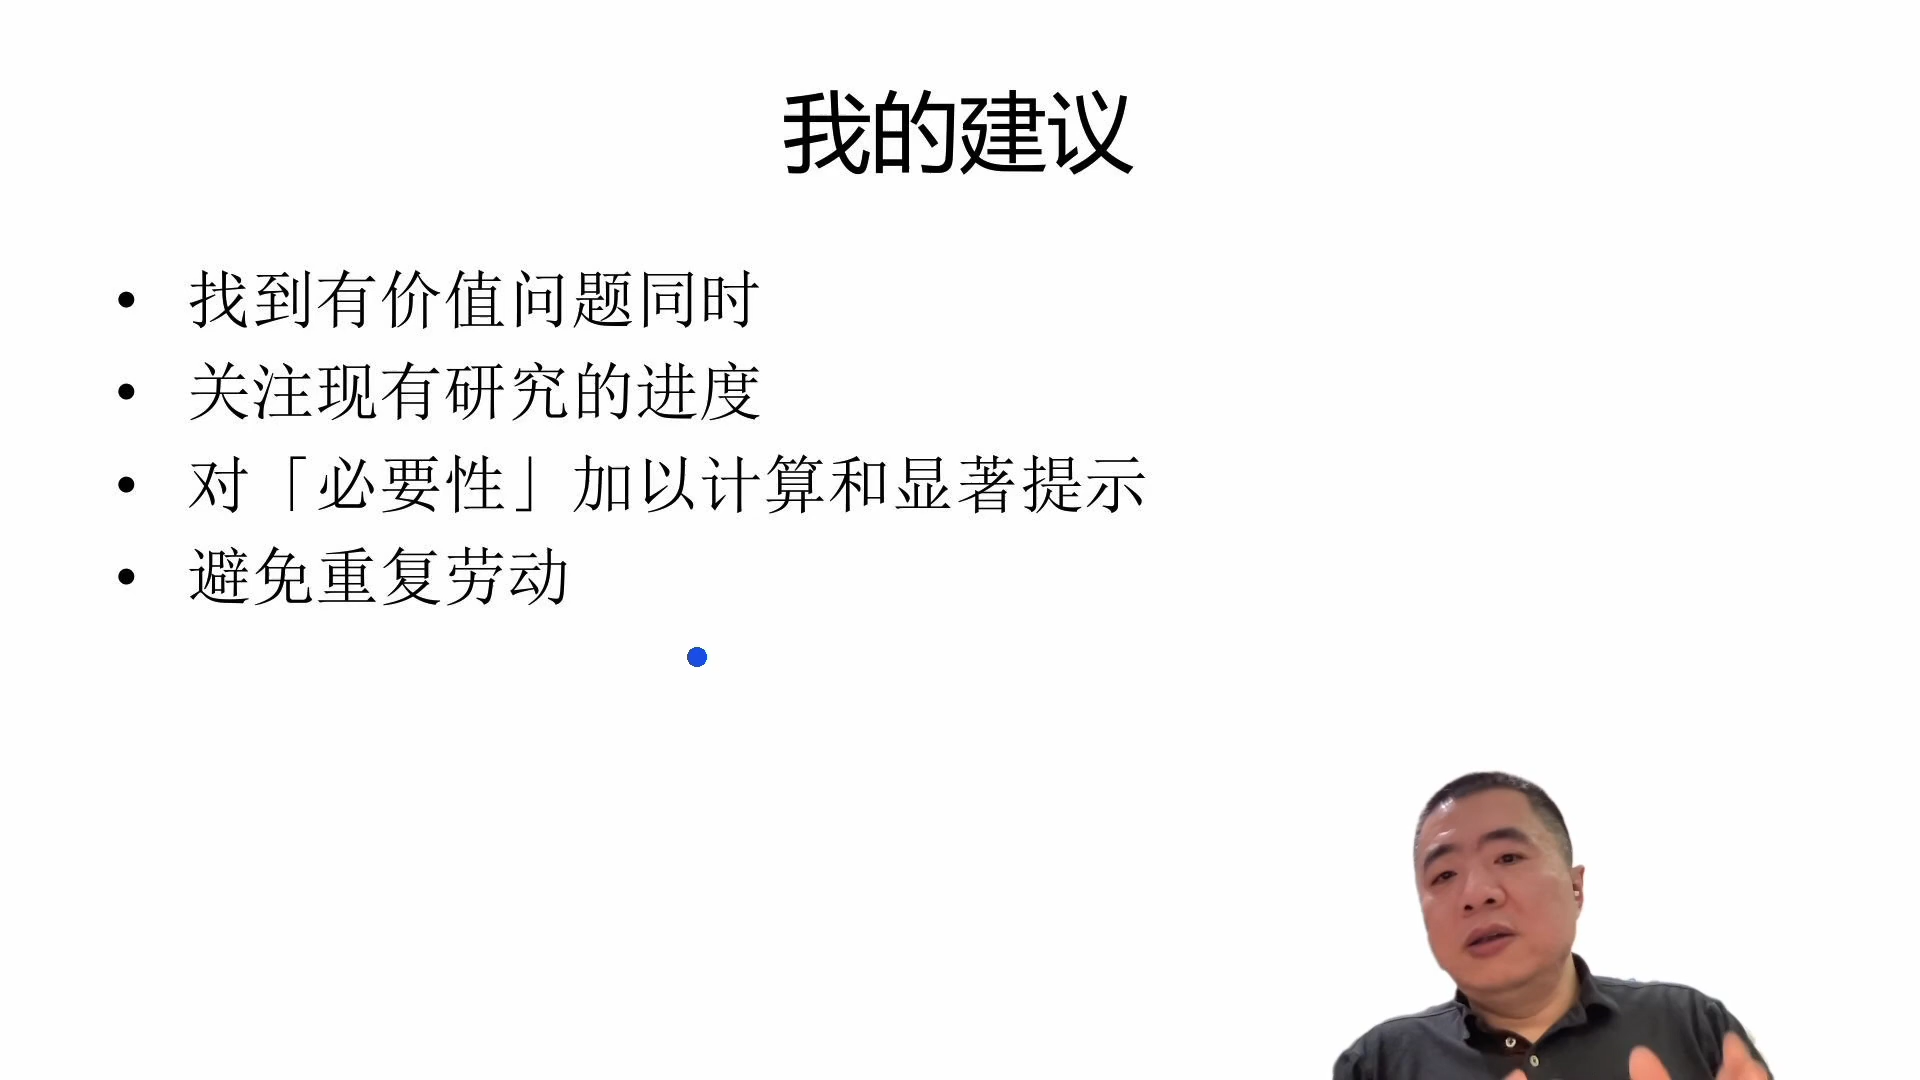 我的建议
• 找到有价值问题同时
• 关注现有研究的进度
• 对「必要性」加以计算和显著提示
• 避免重复劳动